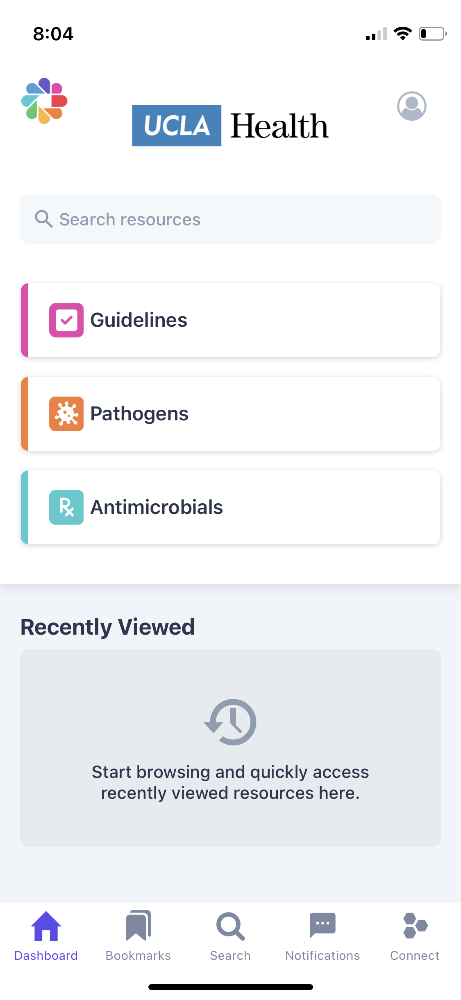 8:04
UCLA Health
Search resources
Guidelines
Rx Antimicrobials
Pathogens
Recently Viewed
Start browsing and quickly access
recently viewed resources here.
Dashboard Bookmarks Search Notifications Connect